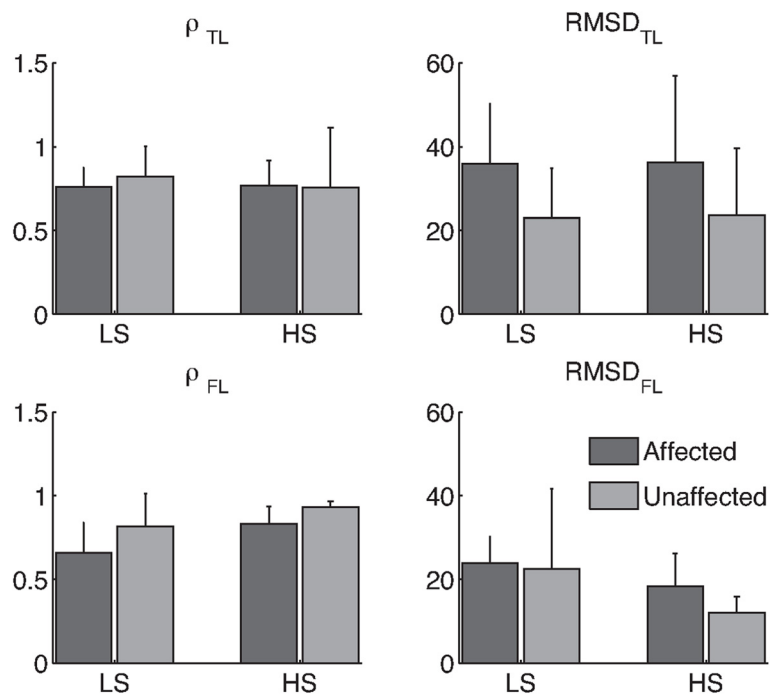 ρ TL
1.5
1
0.5
0
LS HS
RMSD TL
60
40
20
0
LS HS
ρ FL
1.5
1
0.5
0
LS HS
RMSD FL
60
40
20
0
LS HS
Affected
Unaffected